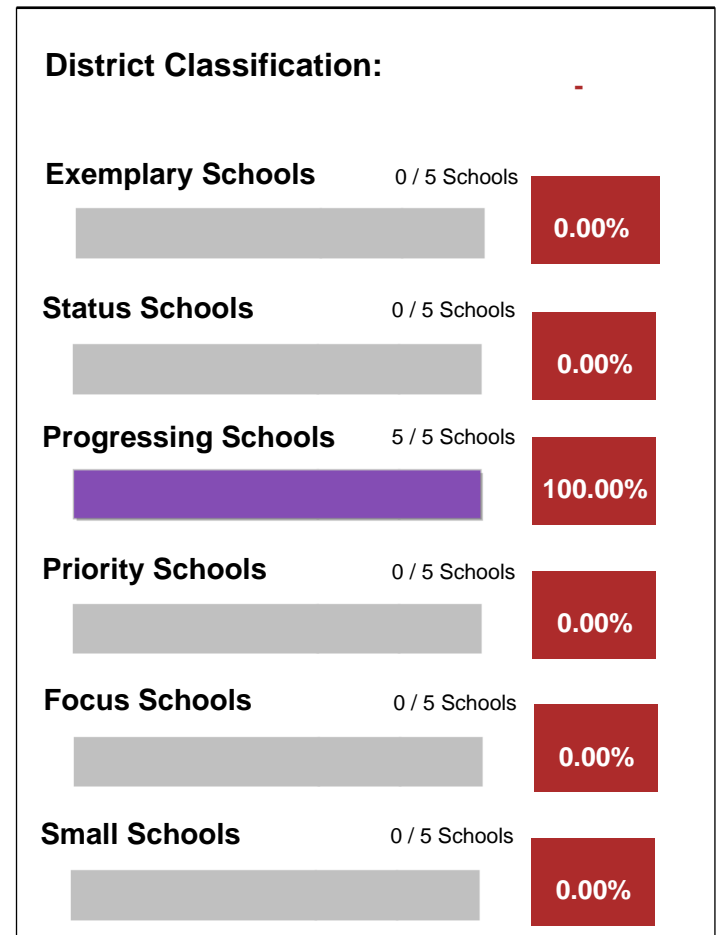 District Classification:
-
Exemplary Schools 0 / 5 Schools
0.00%
Status Schools 0 / 5 Schools
0.00%
Progressing Schools 5 / 5 Schools
100.00%
Priority Schools 0 / 5 Schools
0.00%
Focus Schools 0 / 5 Schools
0.00%
Small Schools 0 / 5 Schools
0.00%